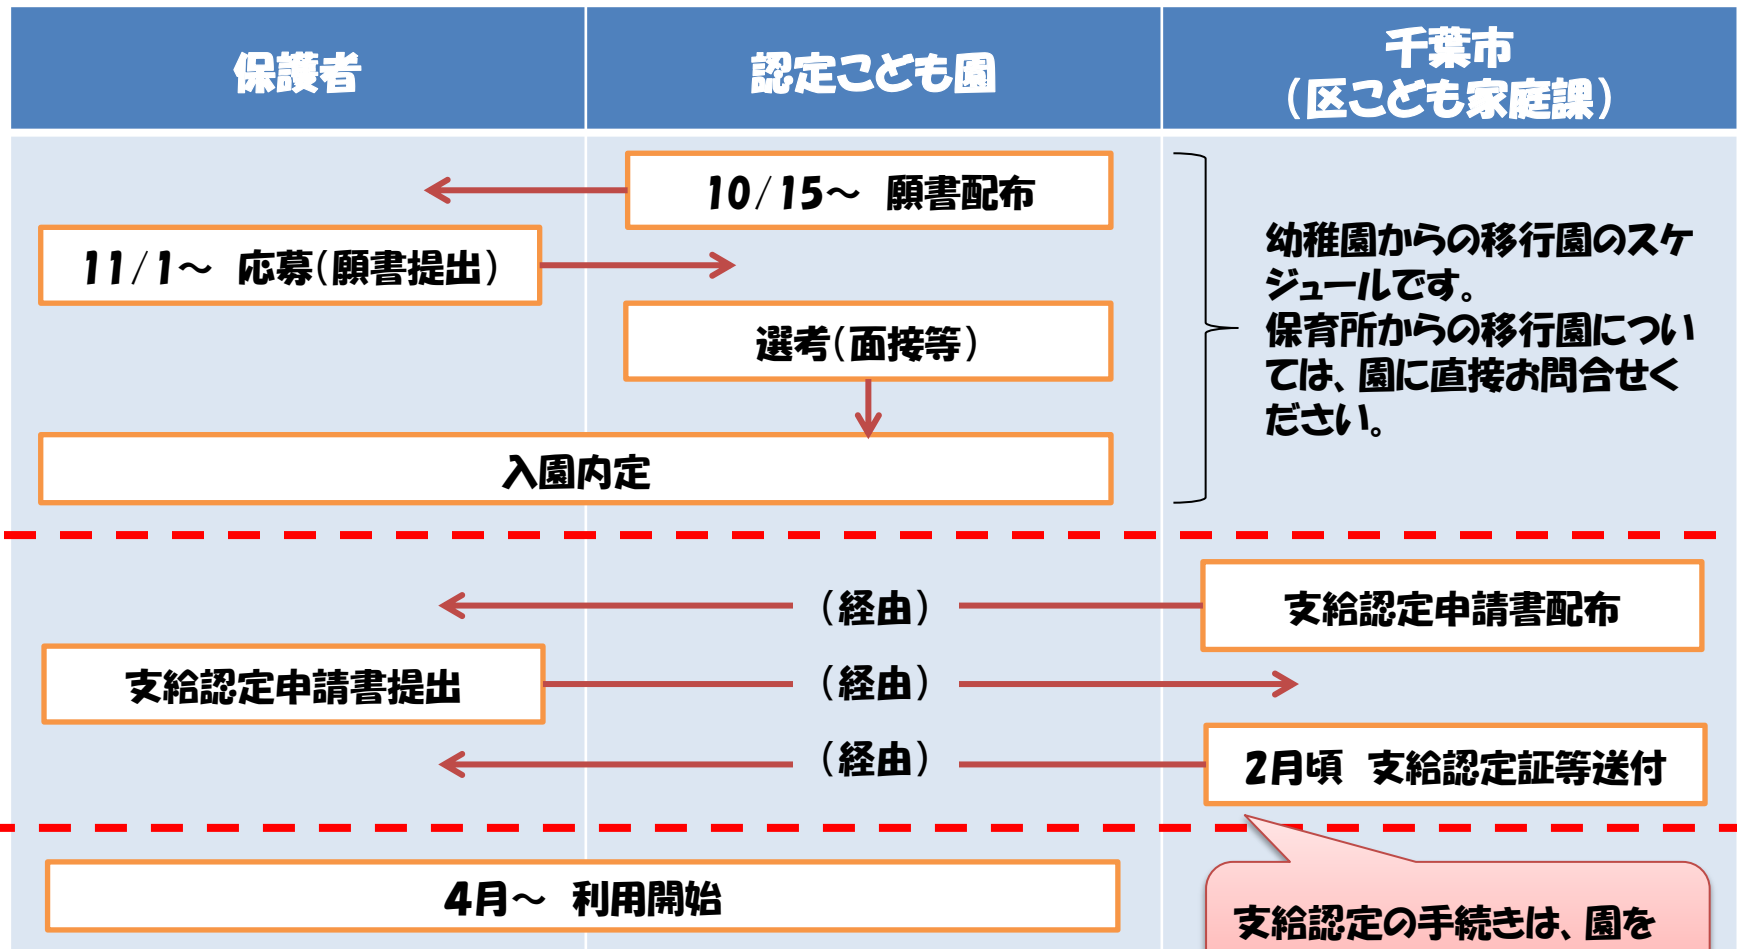 保護者
認定こども園
千葉市
（区こども家庭課）
10/15～ 願書配布
11/1～ 応募(願書提出)
選考(面接等)
入園内定
幼稚園からの移行園のスケ
ジュールです。
保育所からの移行園につい
ては、園に直接お問合せく
ださい。
支給認定申請書配布
（経由）
支給認定申請書提出
（経由）
2月頃 支給認定証等送付
（経由）
4月～ 利用開始
支給認定の手続きは、園を